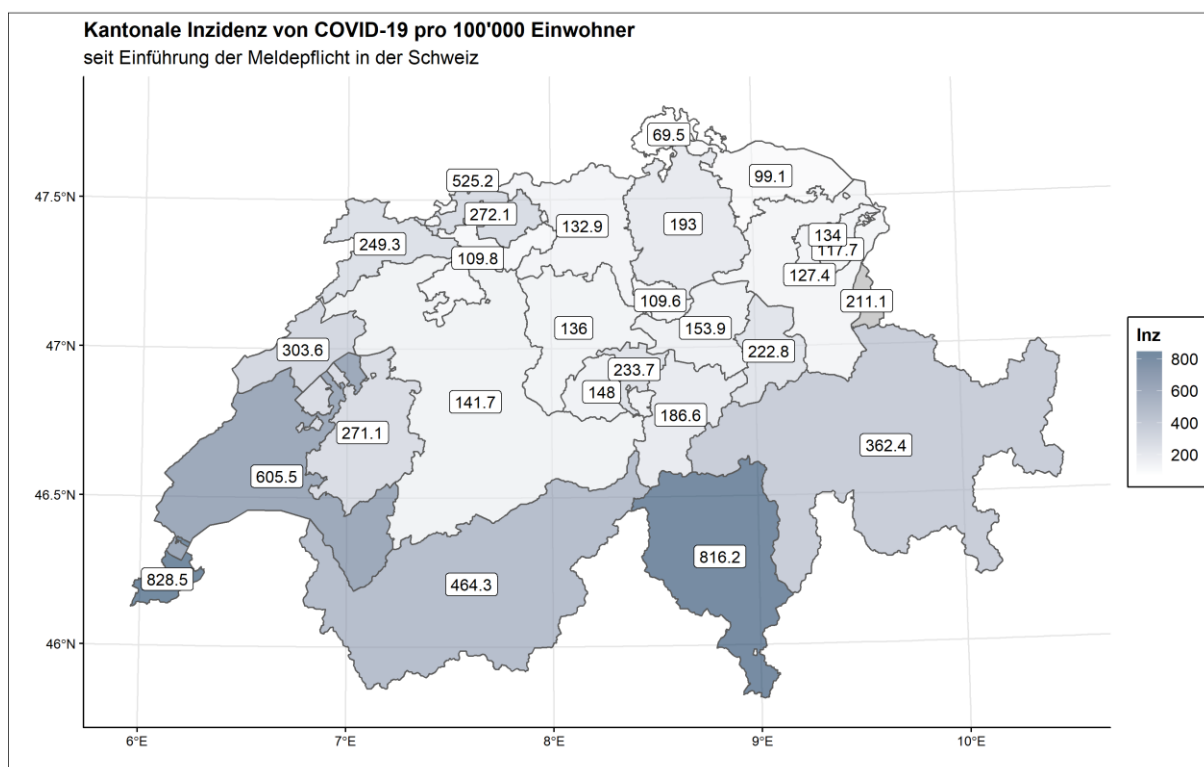 Kantonale Inzidenz von COVID-19 pro 100'000 Einwohner
seit Einführung der Meldepflicht in der Schweiz
69.5
99.1
525.2
272.1
132.9
193
134
117.7
249.3
109.8
127.4
109.6
211.1
136
153.9
303.6
222.8
233.7
148
141.7
186.6
271.1
362.4
605.5
816.2
828.5
464.3
47.5°N
47°N
46.5°N
46°N
6°E
7°E
8°E
9°E
10°E
Inz
800
600
400
200